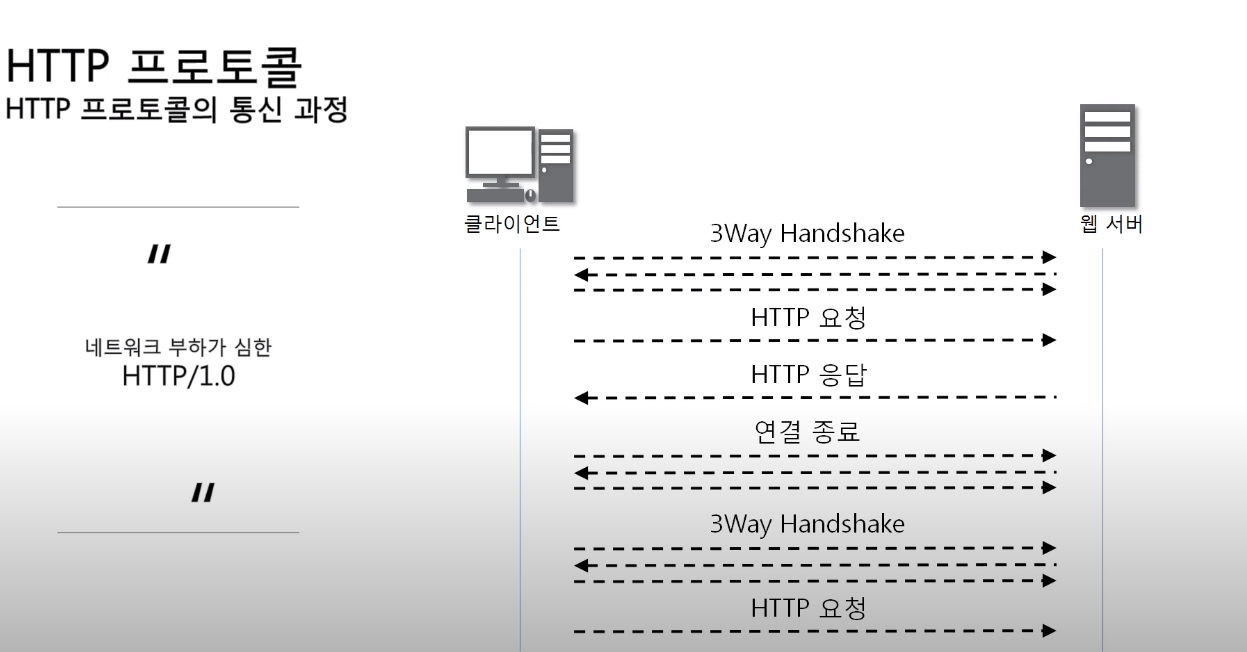 HTTP 프로토콜
HTTP 프로토콜의 통신 과정
“
네트워크 부하가 심한
HTTP/1.0
”
클라이언트
웹 서버
3Way Handshake
HTTP 요청
HTTP 응답
연결 종료
3Way Handshake
HTTP 요청